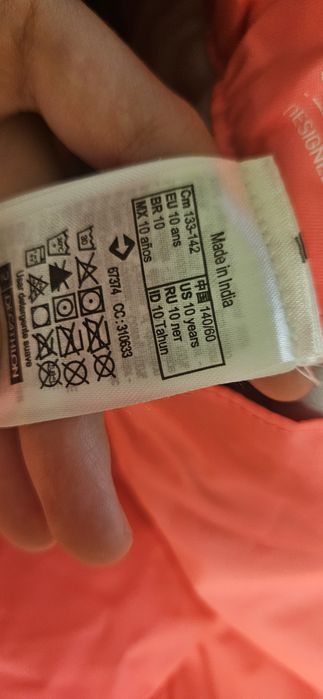 Made in India
Cm 133-142
EU 10 ans
BR 10
MX 10 años
中国 140/60
US 10 years
RU 10 лет
ID 10 Tahun
67374 CC: 310633
Usar detergente suave
DECATHLON
DESIGNE